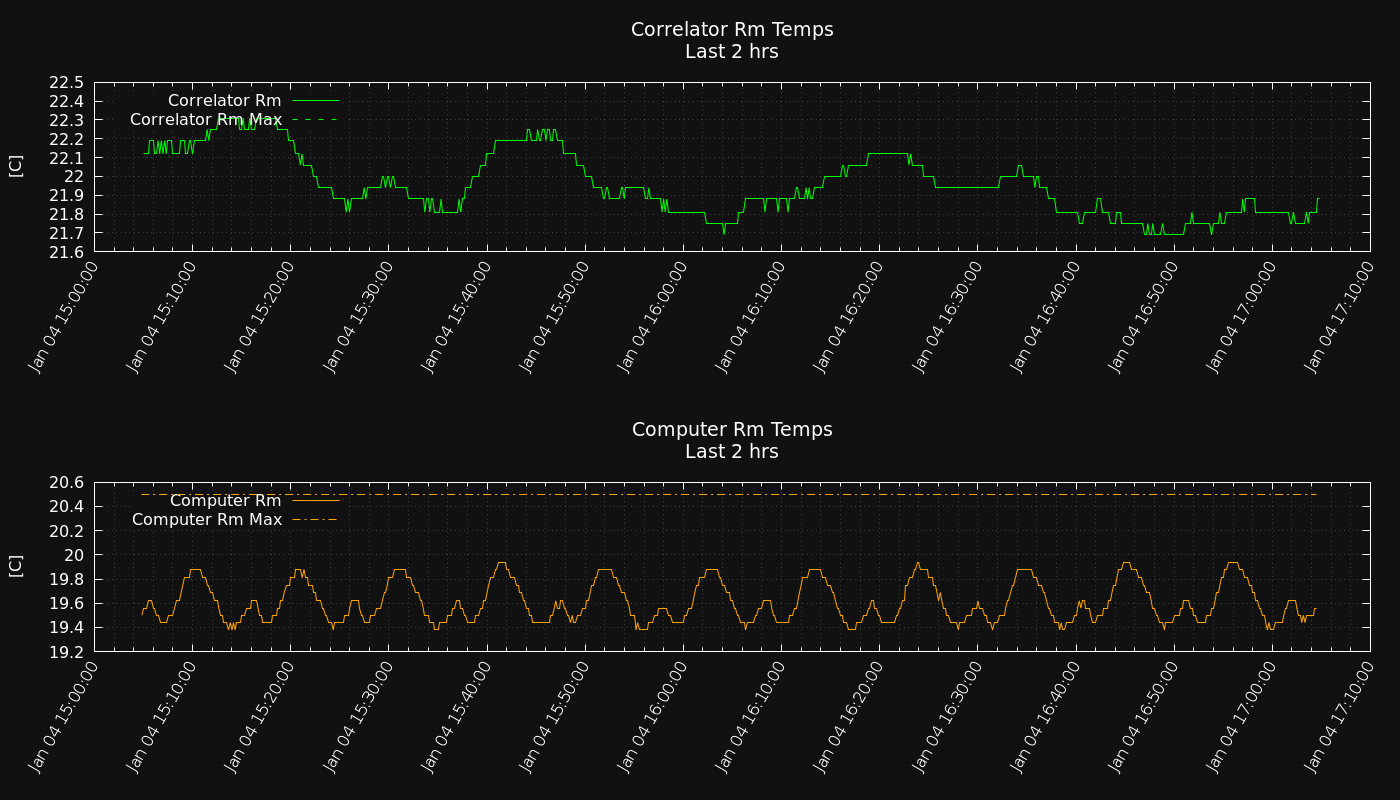 Correlator Rm Temps
Last 2 hrs
22.5
22.4
22.3
22.2
22.1
22
21.9
21.8
21.7
21.6
[C]
Correlator Rm
Correlator Rm Max
Jan 04 15:00:00
Jan 04 15:10:00
Jan 04 15:20:00
Jan 04 15:30:00
Jan 04 15:40:00
Jan 04 15:50:00
Jan 04 16:00:00
Jan 04 16:10:00
Jan 04 16:20:00
Jan 04 16:30:00
Jan 04 16:40:00
Jan 04 16:50:00
Jan 04 17:00:00
Jan 04 17:10:00
Computer Rm Temps
Last 2 hrs
20.6
20.4
20.2
20
19.8
19.6
19.4
19.2
[C]
Computer Rm
Computer Rm Max
Jan 04 15:00:00
Jan 04 15:10:00
Jan 04 15:20:00
Jan 04 15:30:00
Jan 04 15:40:00
Jan 04 15:50:00
Jan 04 16:00:00
Jan 04 16:10:00
Jan 04 16:20:00
Jan 04 16:30:00
Jan 04 16:40:00
Jan 04 16:50:00
Jan 04 17:00:00
Jan 04 17:10:00